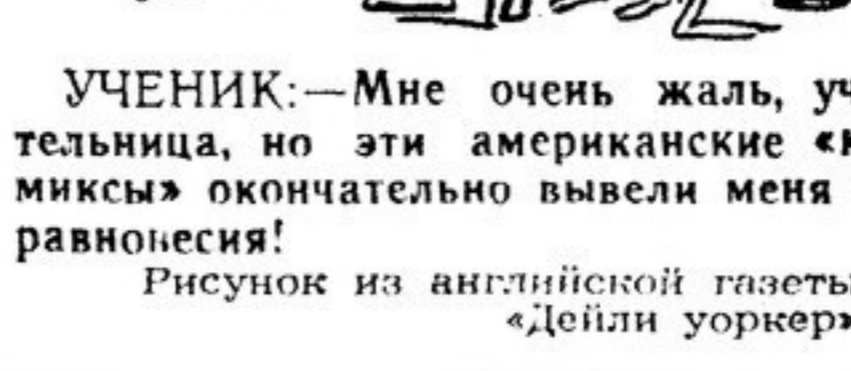 УЧЕНИК:—Мне очень жаль, уч
тельница, но эти американские «к
миксы» окончательно вывели меня
равновесия!
Рисунок из английской газеты
«Дейли уоркер»